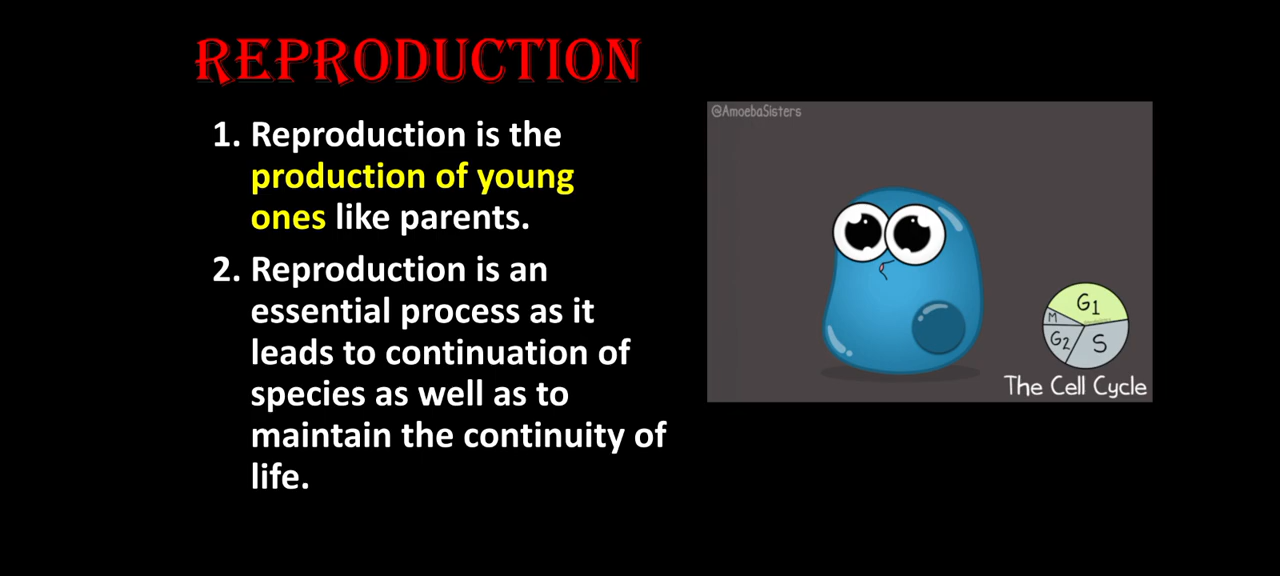 REPRODUCTION
1. Reproduction is the
production of young
ones like parents.
2. Reproduction is an
essential process as it
leads to continuation of
species as well as to
maintain the continuity of
life.
@AmoebaSisters
G1
M
G2
S
The Cell Cycle